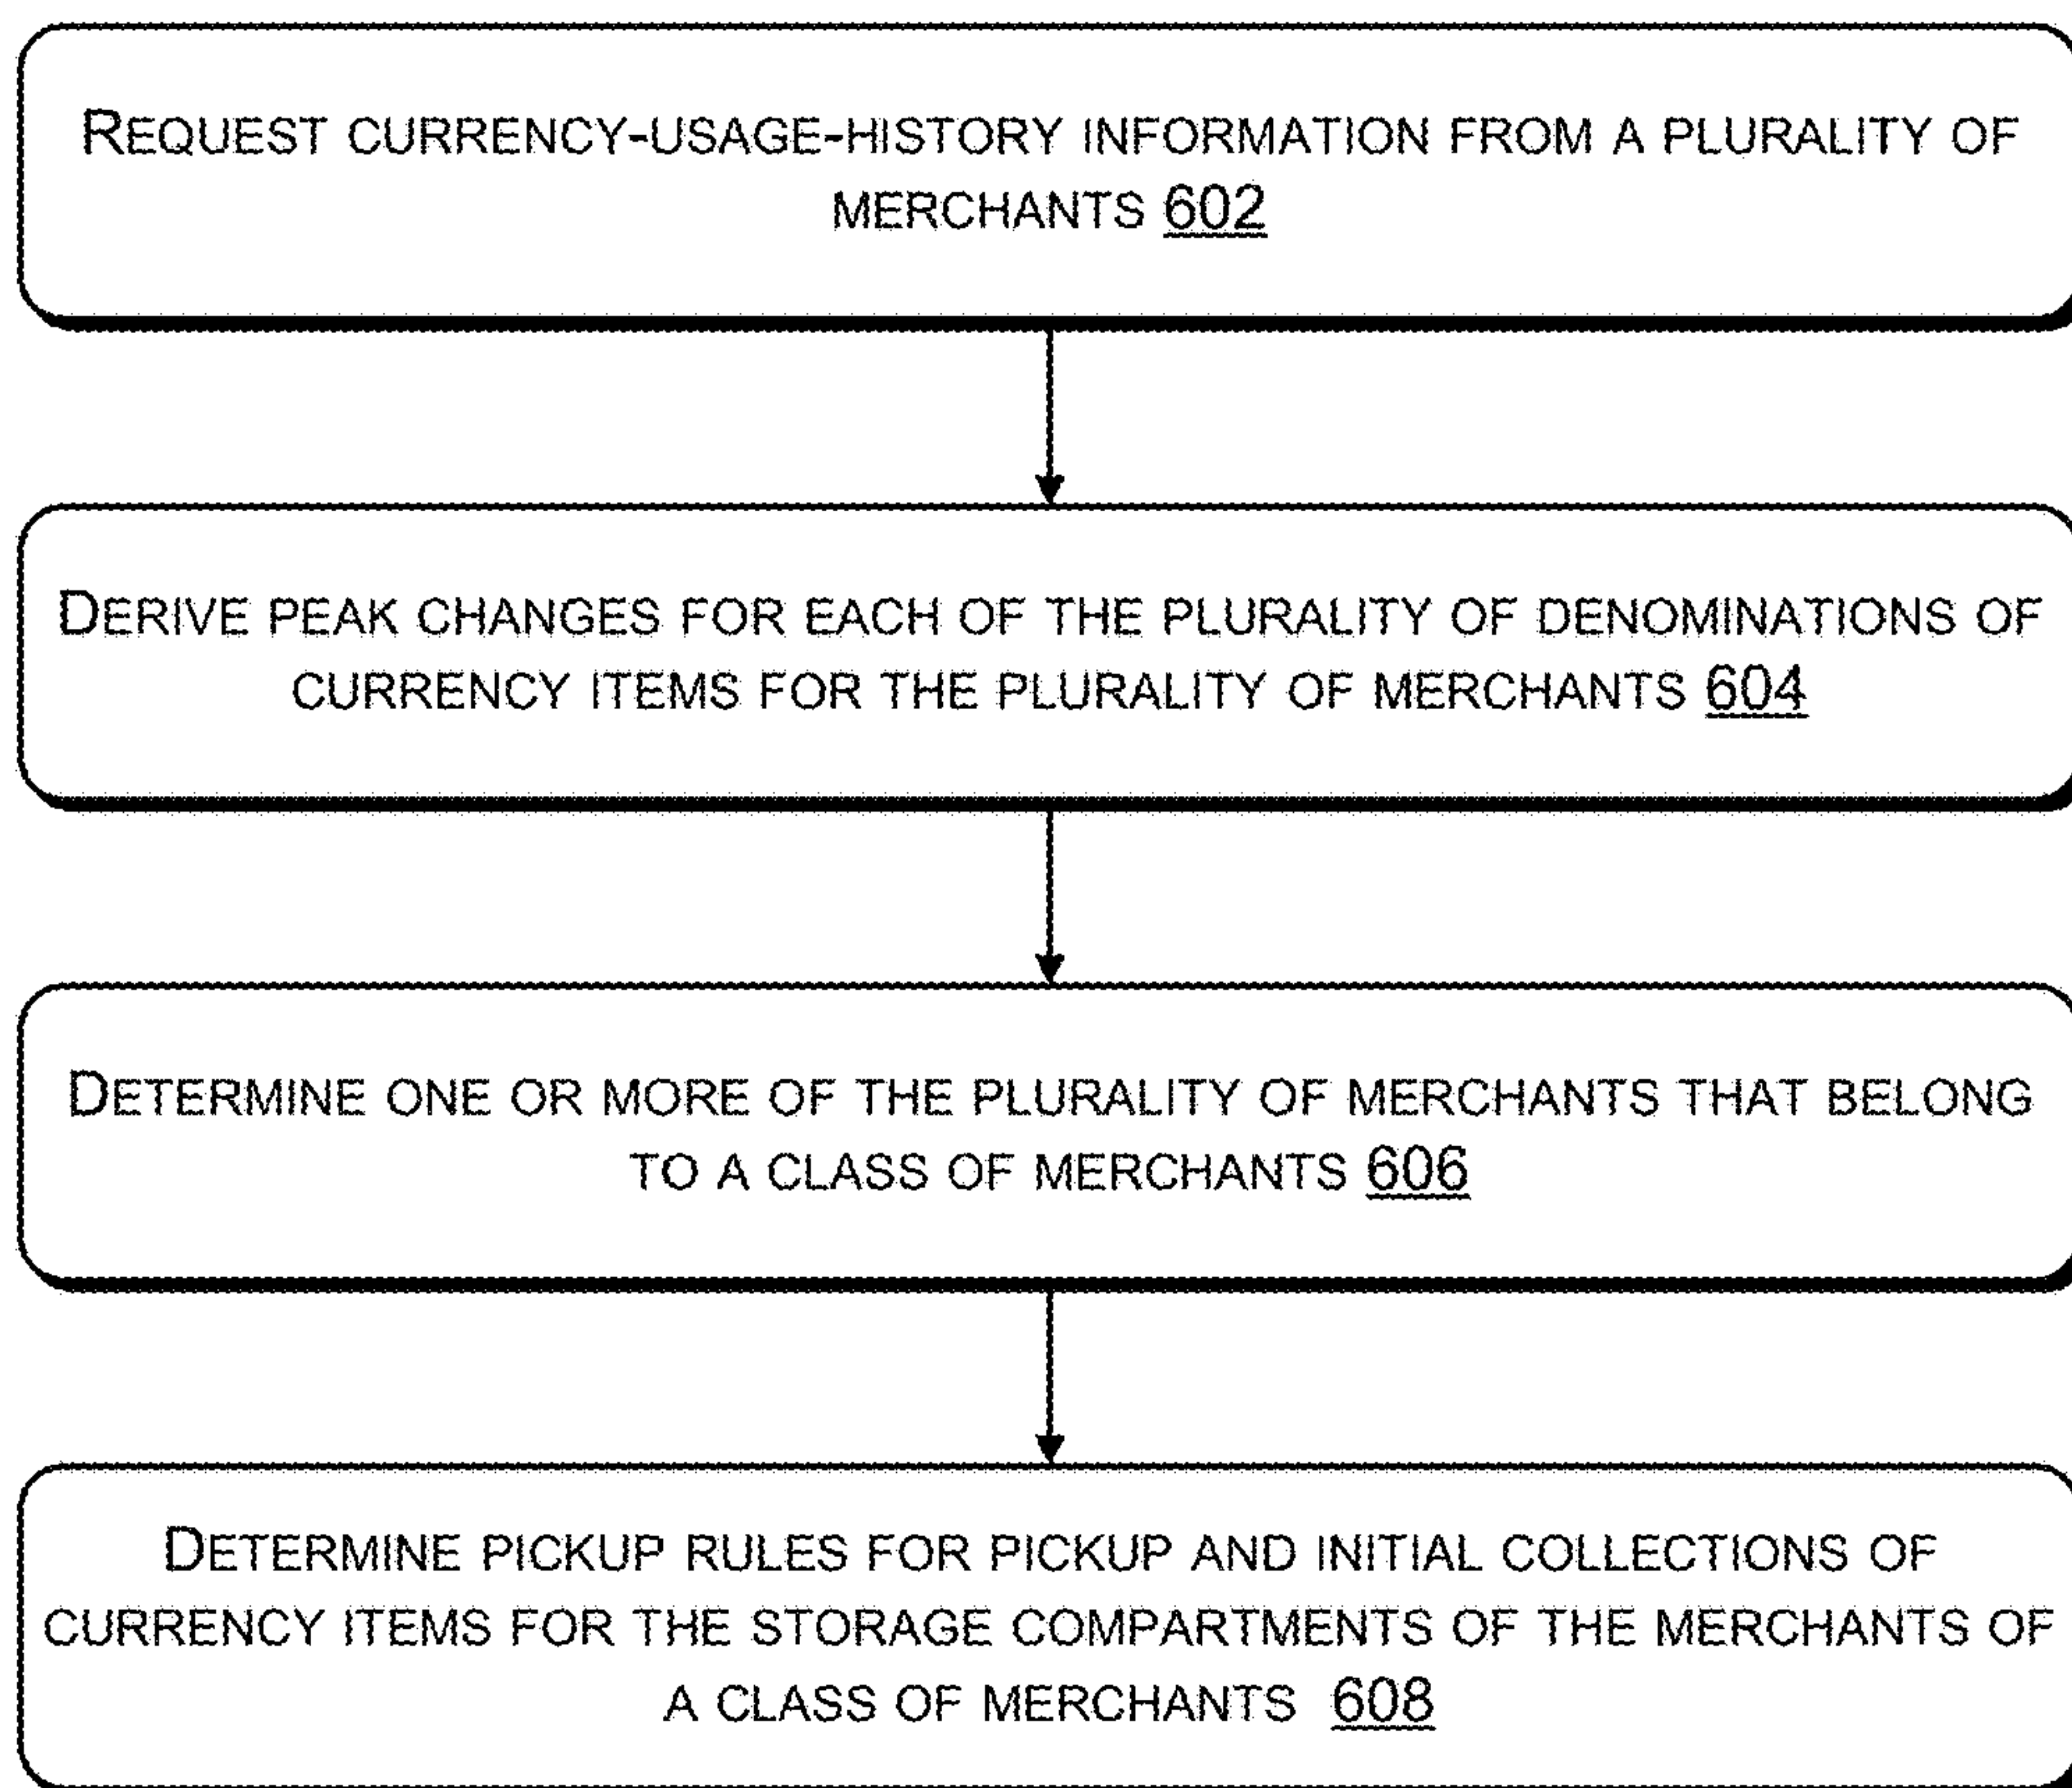 REQUEST CURRENCY-USAGE-HISTORY INFORMATION FROM A PLURALITY OF
MERCHANTS 602
DERIVE PEAK CHANGES FOR EACH OF THE PLURALITY OF DENOMINATIONS OF
CURRENCY ITEMS FOR THE PLURALITY OF MERCHANTS 604
DETERMINE ONE OR MORE OF THE PLURALITY OF MERCHANTS THAT BELONG
TO A CLASS OF MERCHANTS 606
DETERMINE PICKUP RULES FOR PICKUP AND INITIAL COLLECTIONS OF
CURRENCY ITEMS FOR THE STORAGE COMPARTMENTS OF THE MERCHANTS OF
A CLASS OF MERCHANTS 608